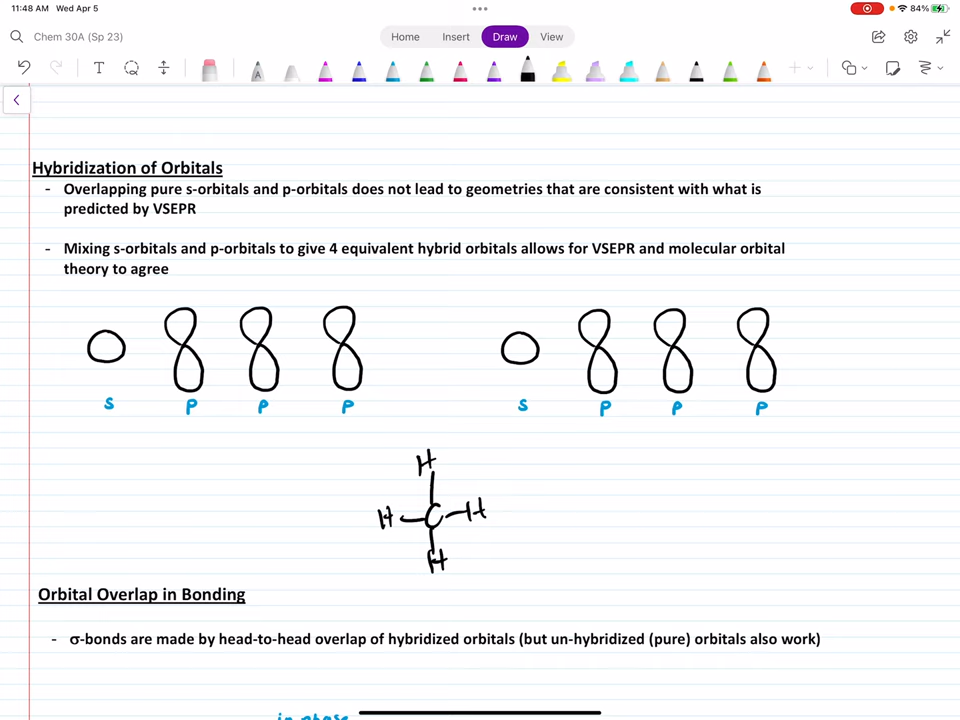 11:48 AM Wed Apr 5
84%
Chem 30A (Sp 23)
Home Insert Draw View
T
A
Hybridization of Orbitals
- Overlapping pure s-orbitals and p-orbitals does not lead to geometries that are consistent with what is
predicted by VSEPR
- Mixing s-orbitals and p-orbitals to give 4 equivalent hybrid orbitals allows for VSEPR and molecular orbital
theory to agree
s p p p s p p p
H
H C H
H
Orbital Overlap in Bonding
- σ-bonds are made by head-to-head overlap of hybridized orbitals (but un-hybridized (pure) orbitals also work)
in phase